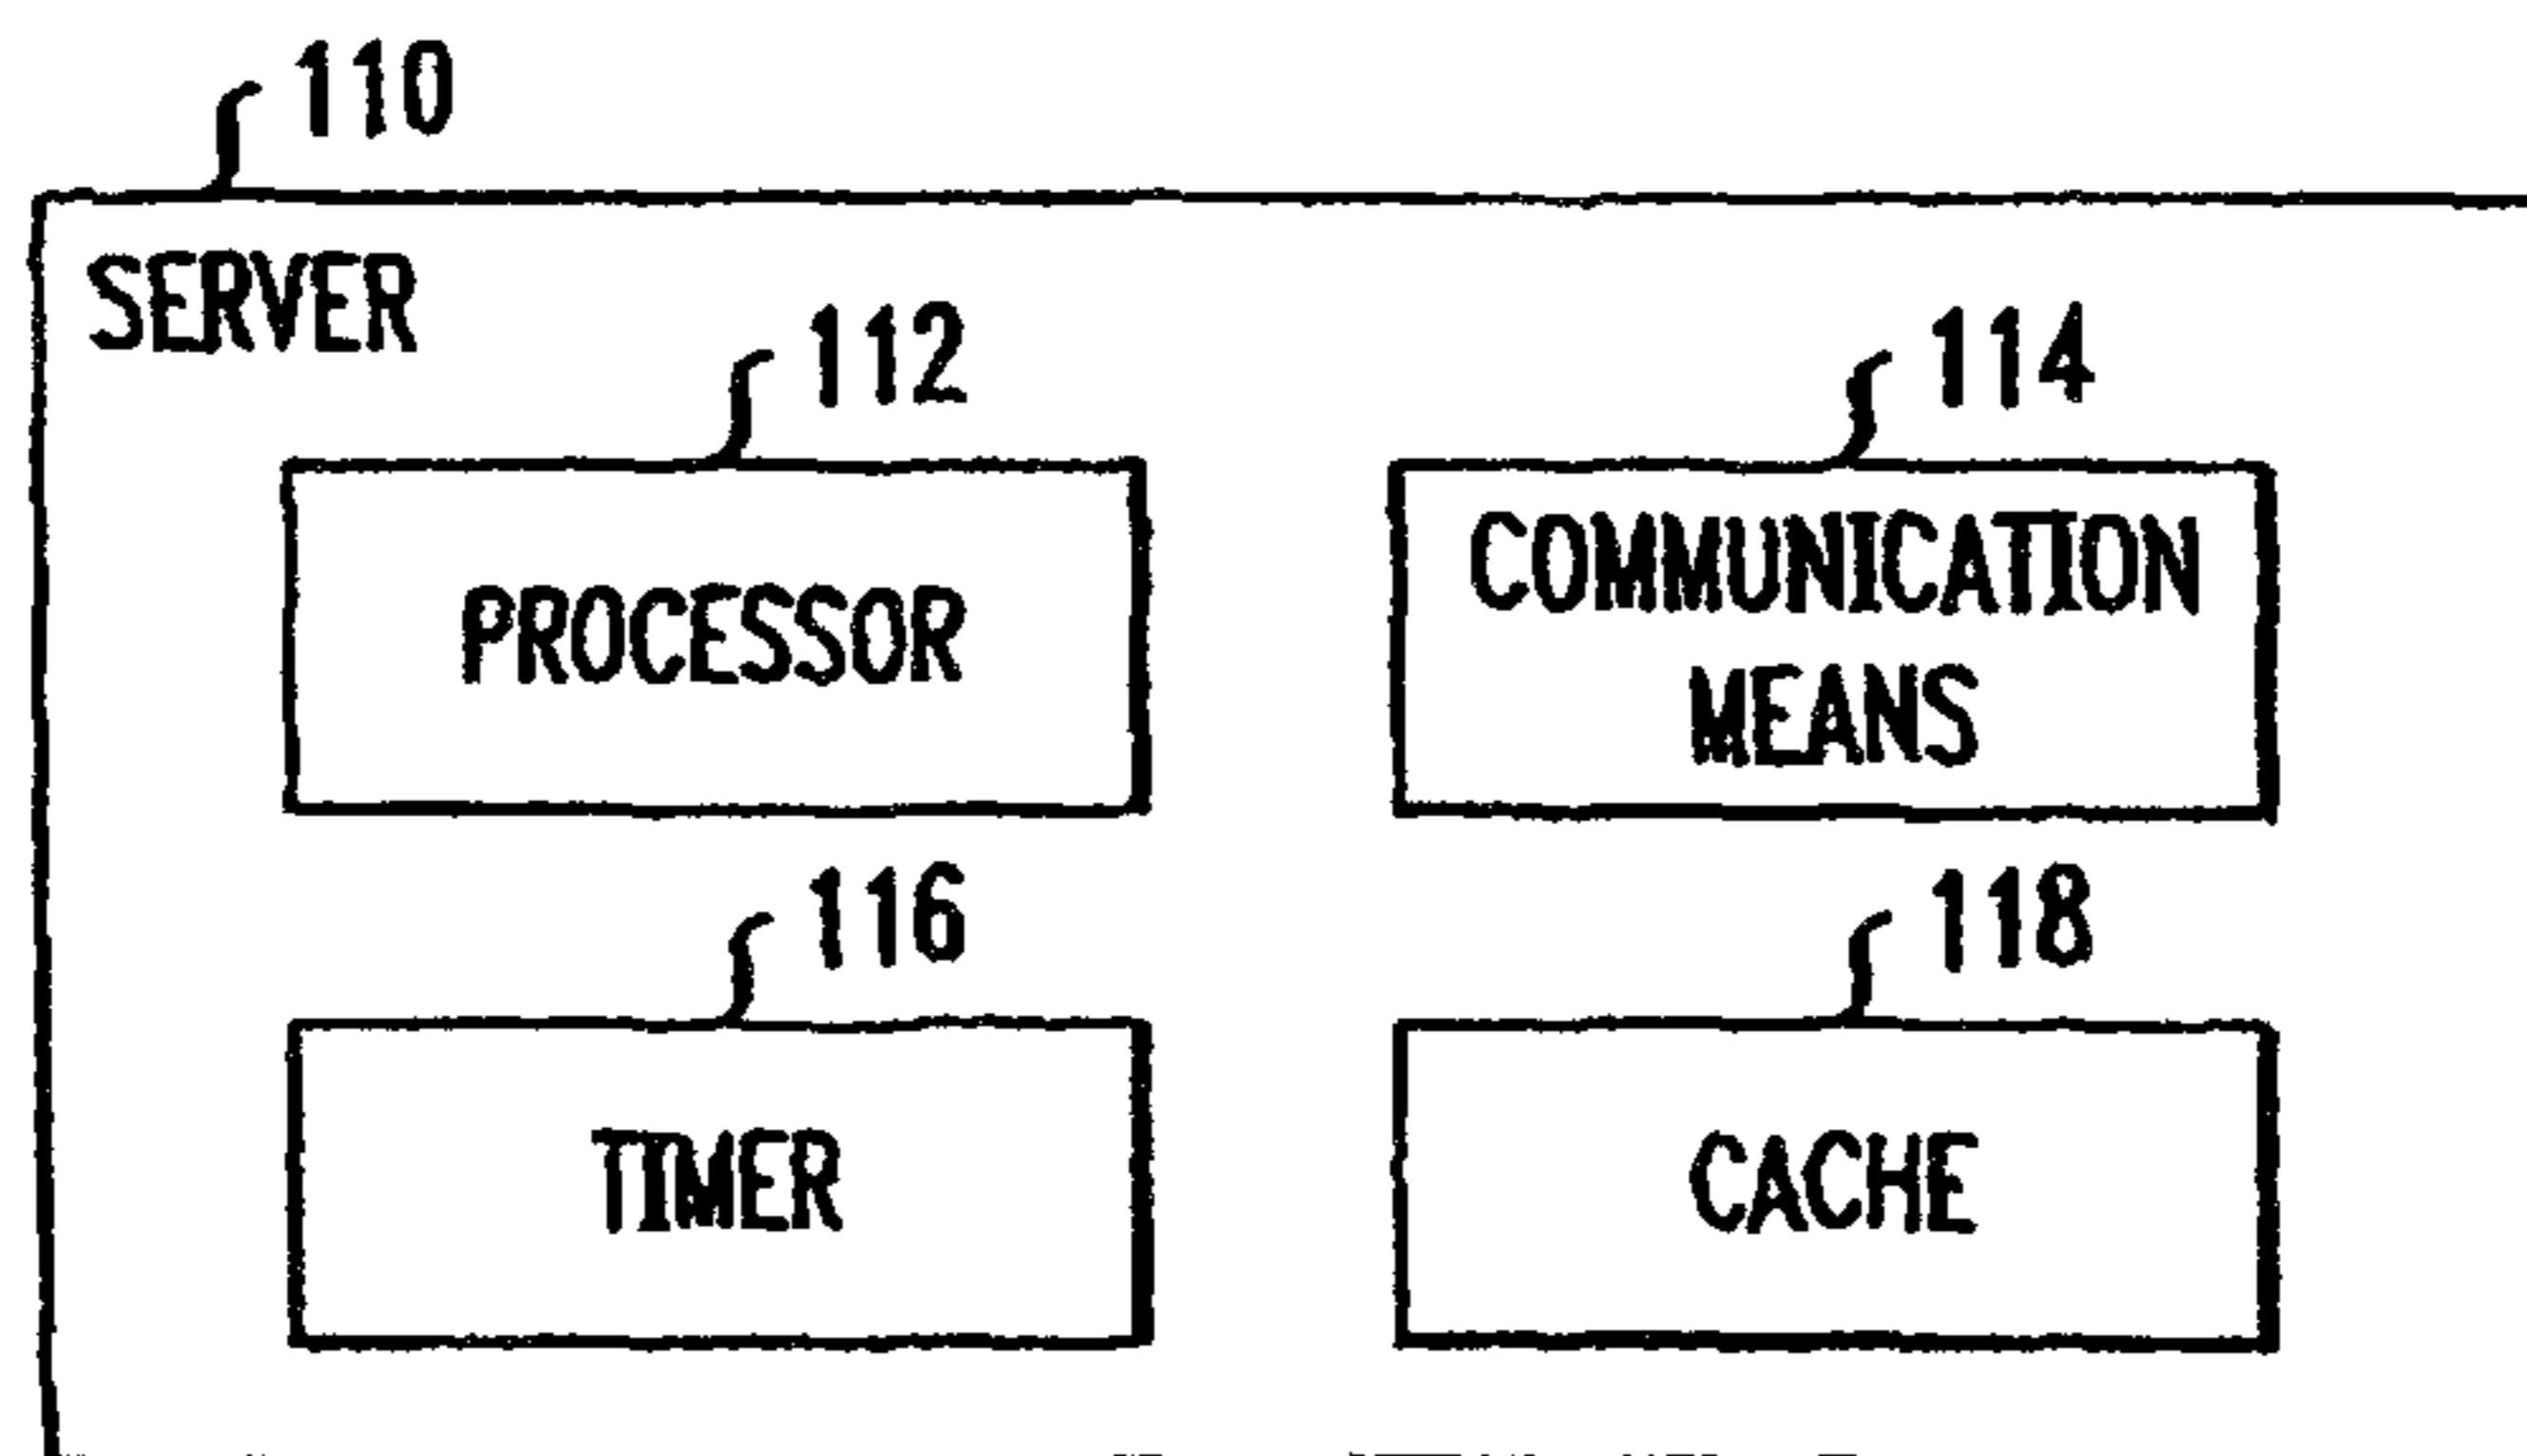 110
SERVER
112
114
PROCESSOR
COMMUNICATION
MEANS
116
118
TIMER
CACHE